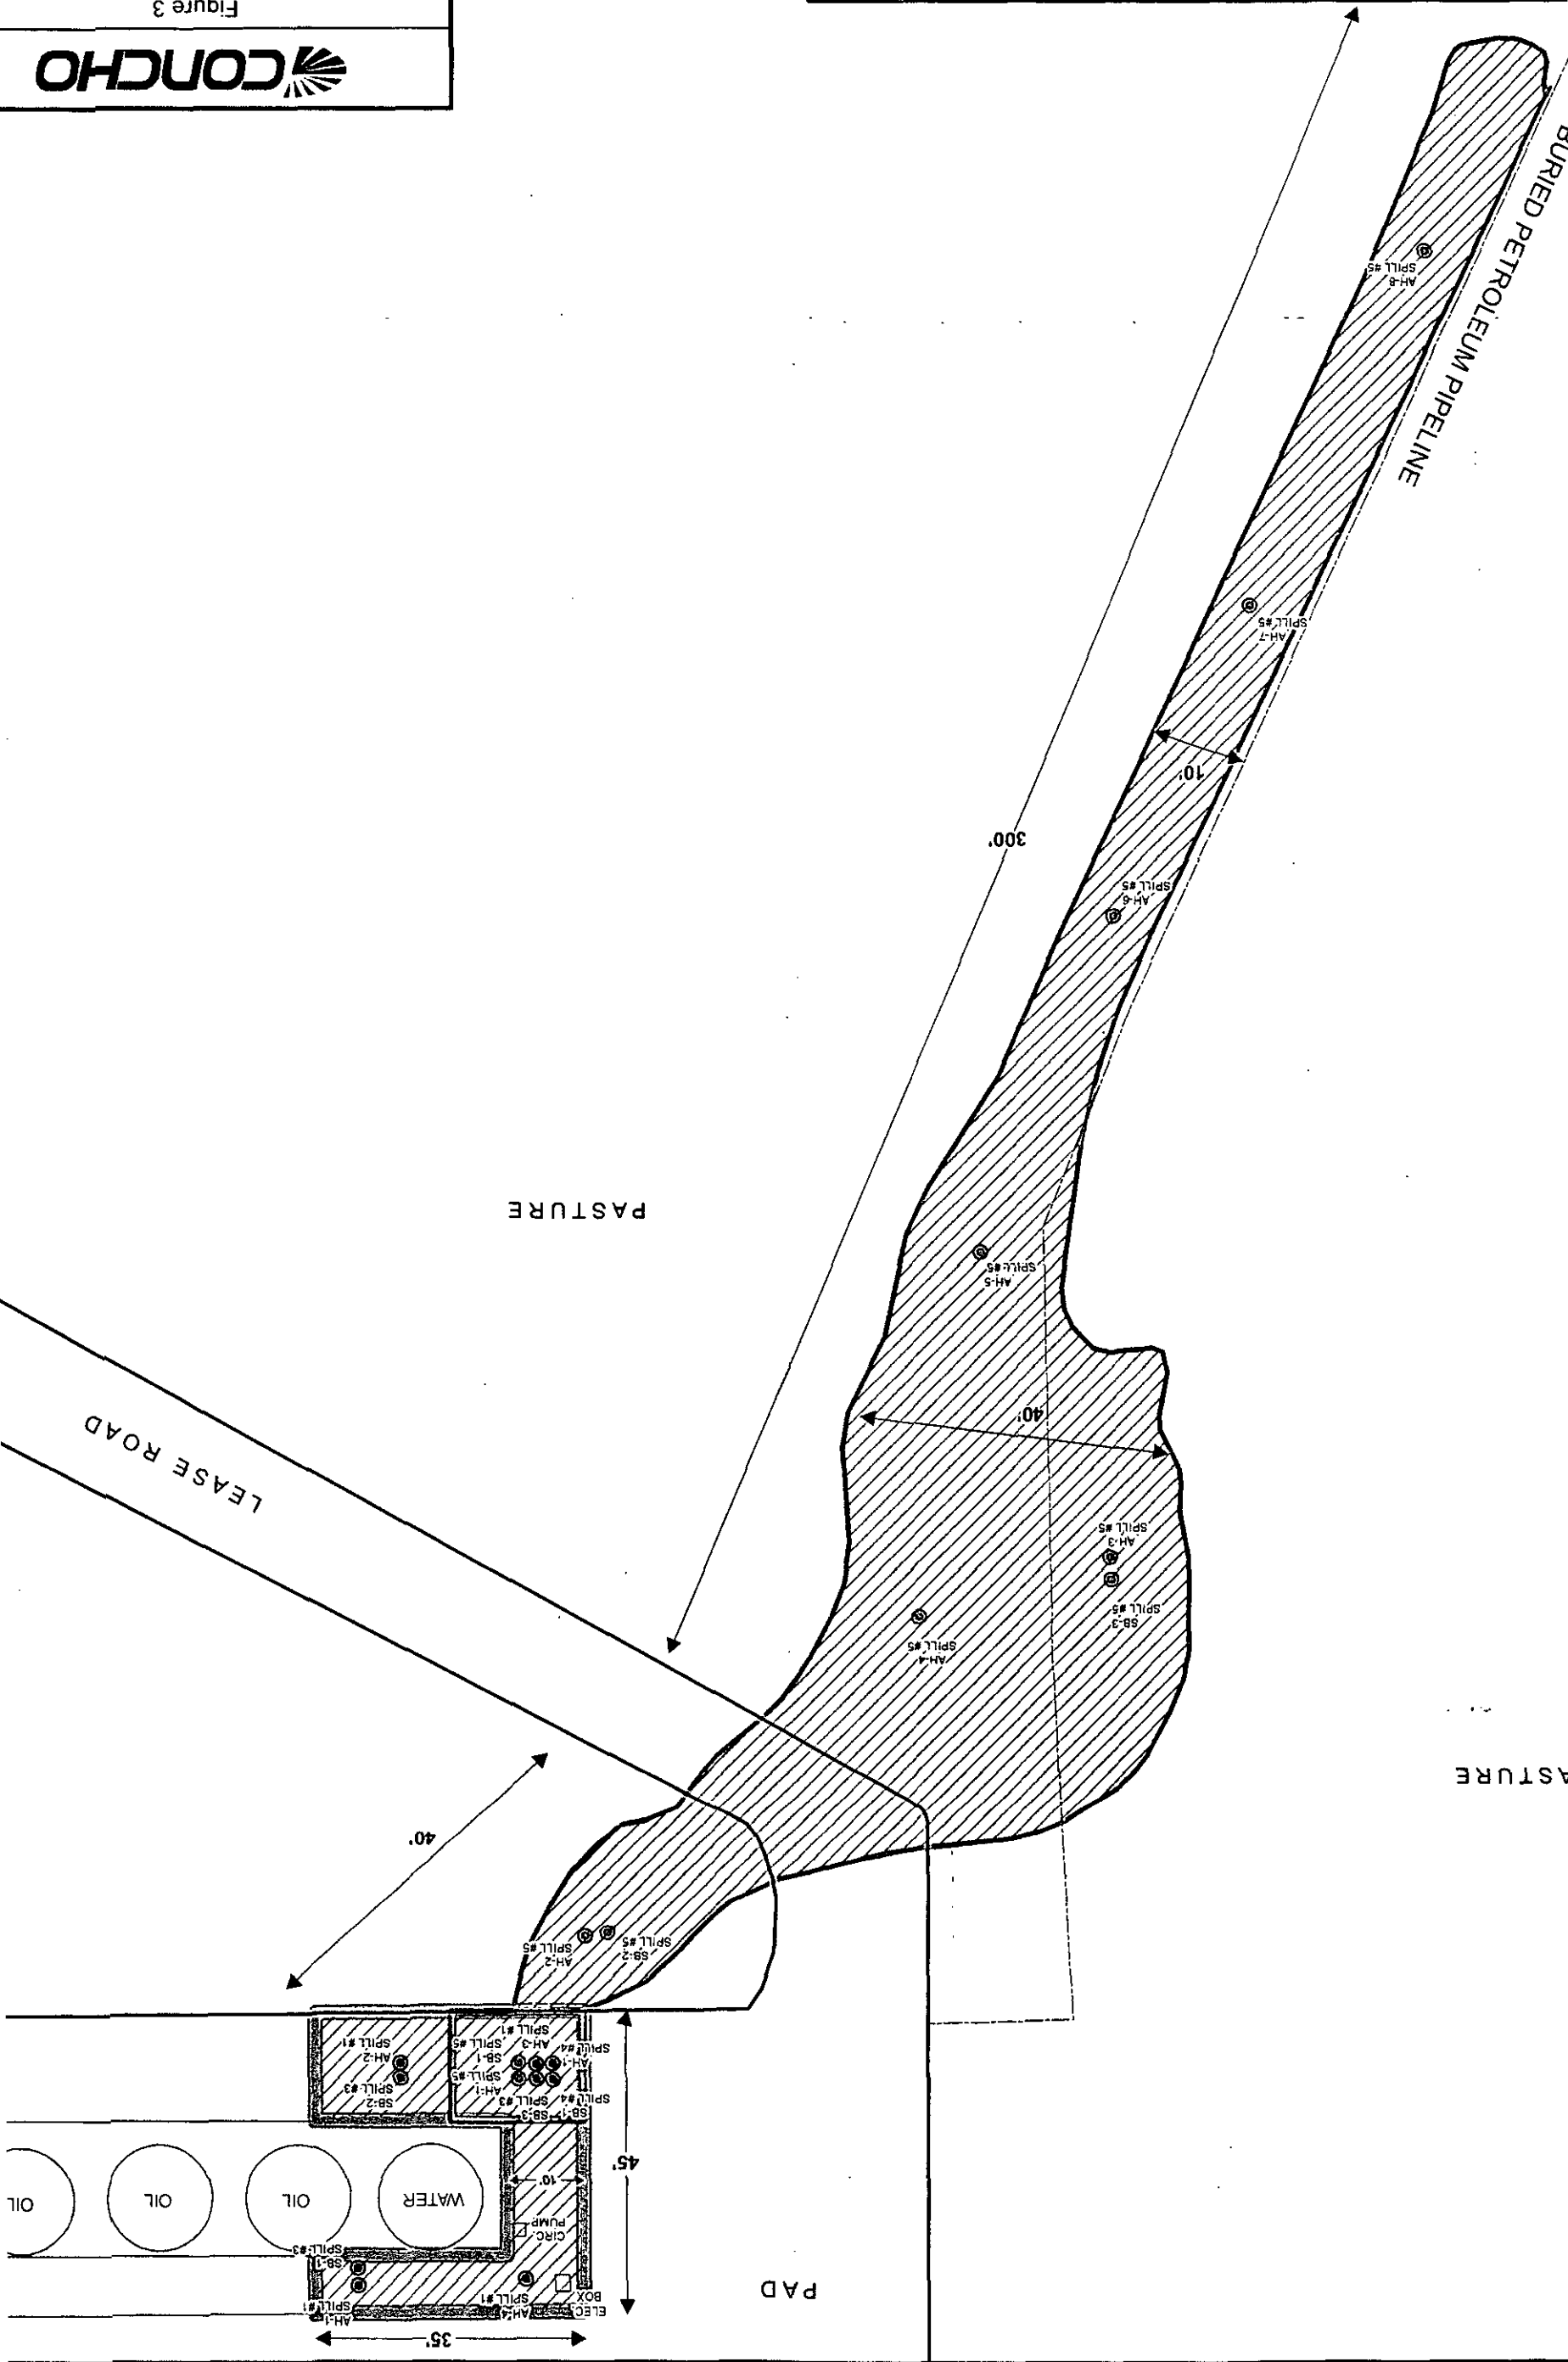 35'
AH-1
SPILL #1
SB-1
SPILL #3
AH-4
SPILL #1
ELEC.
BOX
PAD
CIRC.
PUMP
10'
45'
WATER
OIL
OIL
OIL
SB-2
SPILL #3
AH-2
SPILL #1
SB-1
SPILL #4
SB-3
SPILL #3
AH-1
SPILL #5
AH-1
SPILL #4
AH-3
SPILL #1
SB-1
SPILL #5
SB-2
SPILL #5
AH-2
SPILL #5
40'
LEASE ROAD
PASTURE
AH-4
SPILL #5
SB-3
SPILL #5
AH-3
SPILL #5
40'
AH-5
SPILL #5
PASTURE
300'
AH-6
SPILL #5
10'
AH-7
SPILL #5
AH-8
SPILL #5
BURIED PETROLEUM PIPELINE
CONCHO
Figure 3